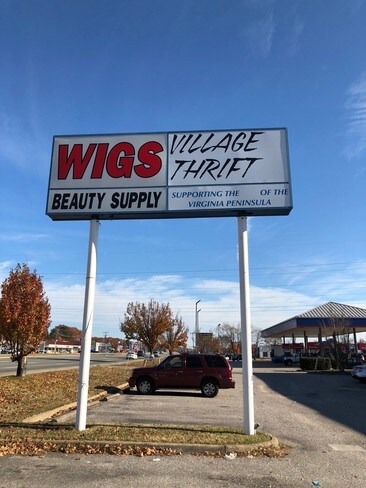 WIGS
BEAUTY SUPPLY
VILLAGE
THRIFT
SUPPORTING THE OF THE
VIRGINIA PENINSULA